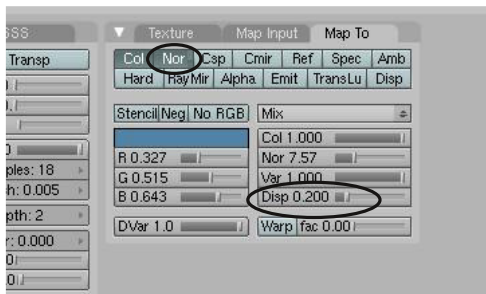 SSS Texture Map Input Map To
Transp Col Nor Csp Cmir Ref Spec Amb
Hard RayMir Alpha Emit TransLu Disp
Stencil Neg No RGB Mix
Col 1.000
R 0.327 Nor 7.57
ples: 18 G 0.515 Var 1.000
sh: 0.005 B 0.643 Disp 0.200
pth: 2 DVar 1.0 Warp fac 0.00
r: 0.000